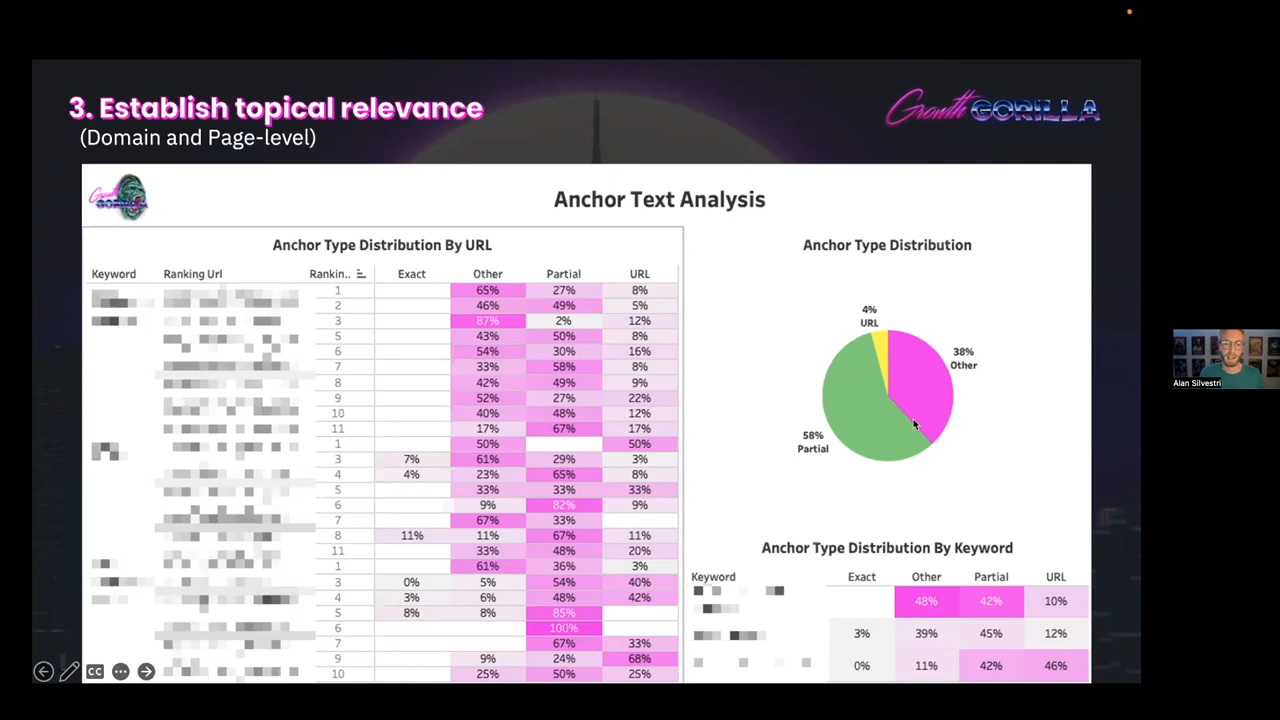 3. Establish topical relevance
(Domain and Page-level)
Growth GORILLA
Growth GORILLA
Anchor Text Analysis
Anchor Type Distribution By URL
Keyword Ranking Url Rankin.. Exact Other Partial URL
1 65% 27% 8%
2 46% 49% 5%
3 87% 2% 12%
5 43% 50% 8%
6 54% 30% 16%
7 33% 58% 8%
8 42% 49% 9%
9 52% 27% 22%
10 40% 48% 12%
11 17% 67% 17%
1 50% 50%
3 7% 61% 29% 3%
4 4% 23% 65% 8%
5 33% 33% 33%
6 9% 82% 9%
7 67% 33%
8 11% 11% 67% 11%
11 33% 48% 20%
1 61% 36% 3%
3 0% 5% 54% 40%
4 3% 6% 48% 42%
5 8% 8% 85%
6 100%
7 67% 33%
9 9% 24% 68%
10 25% 50% 25%
Anchor Type Distribution
4%
URL
38%
Other
58%
Partial
Anchor Type Distribution By Keyword
Keyword Exact Other Partial URL
48% 42% 10%
3% 39% 45% 12%
0% 11% 42% 46%
CC
Alan Silvestri